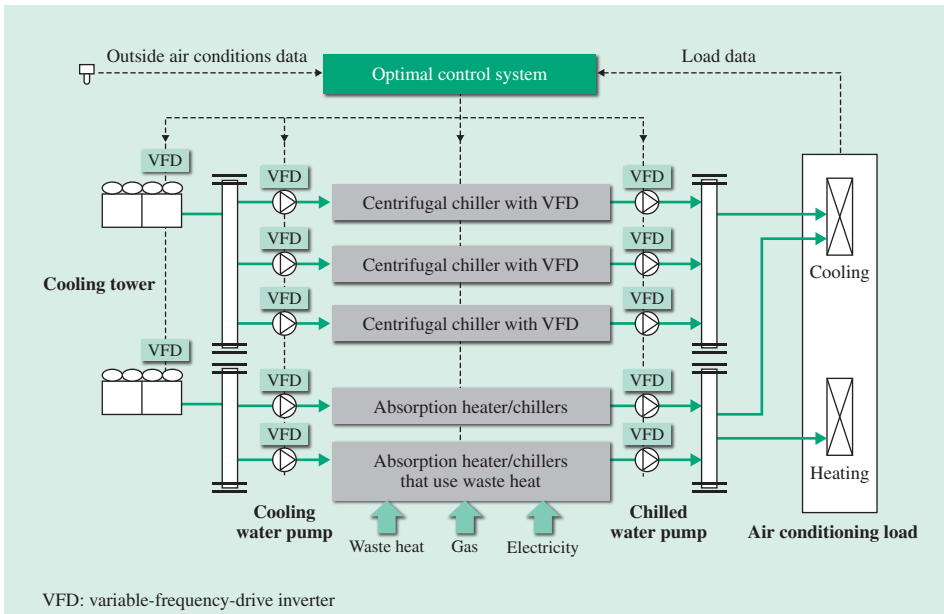 Outside air conditions data
Optimal control system
Load data
VFD
VFD
VFD
VFD
Centrifugal chiller with VFD
VFD
Centrifugal chiller with VFD
VFD
Cooling tower
Cooling
VFD
Centrifugal chiller with VFD
VFD
VFD
VFD
Absorption heater/chillers
VFD
VFD
Absorption heater/chillers
that use waste heat
VFD
Heating
Cooling
water pump
Waste heat
Gas
Electricity
Chilled
water pump
Air conditioning load
VFD: variable-frequency-drive inverter